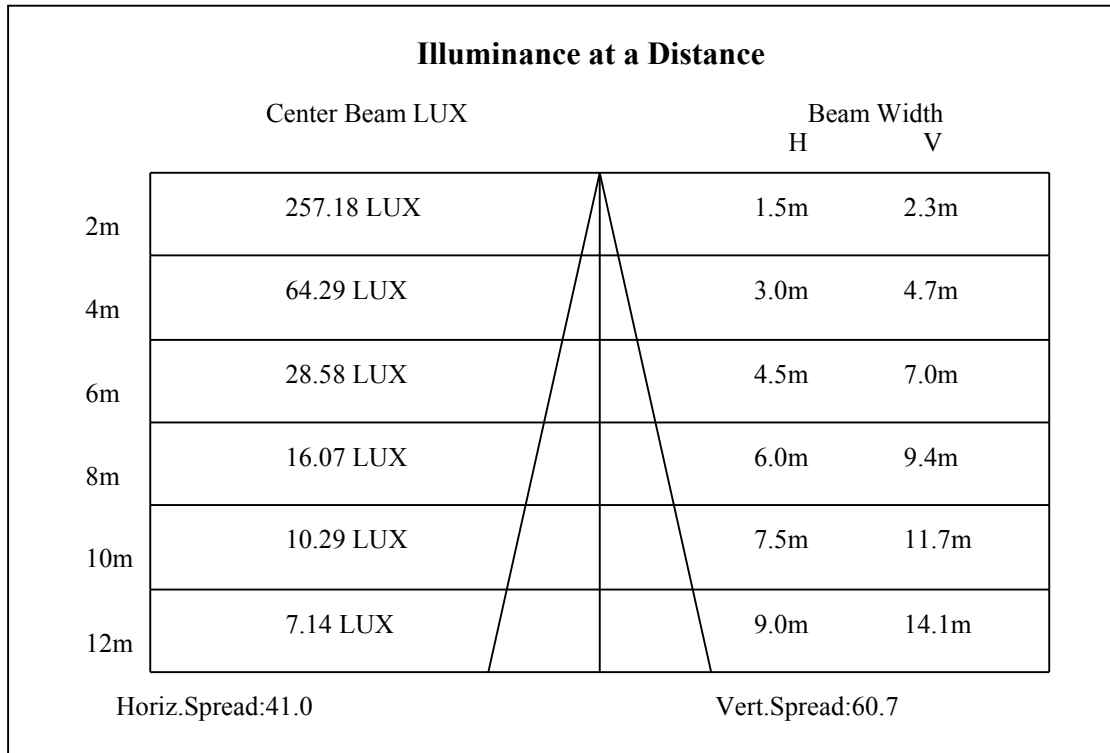 Illuminance at a Distance
Center Beam LUX Beam Width
H V
2m 257.18 LUX 1.5m 2.3m
4m 64.29 LUX 3.0m 4.7m
6m 28.58 LUX 4.5m 7.0m
8m 16.07 LUX 6.0m 9.4m
10m 10.29 LUX 7.5m 11.7m
12m 7.14 LUX 9.0m 14.1m
Horiz.Spread:41.0 Vert.Spread:60.7